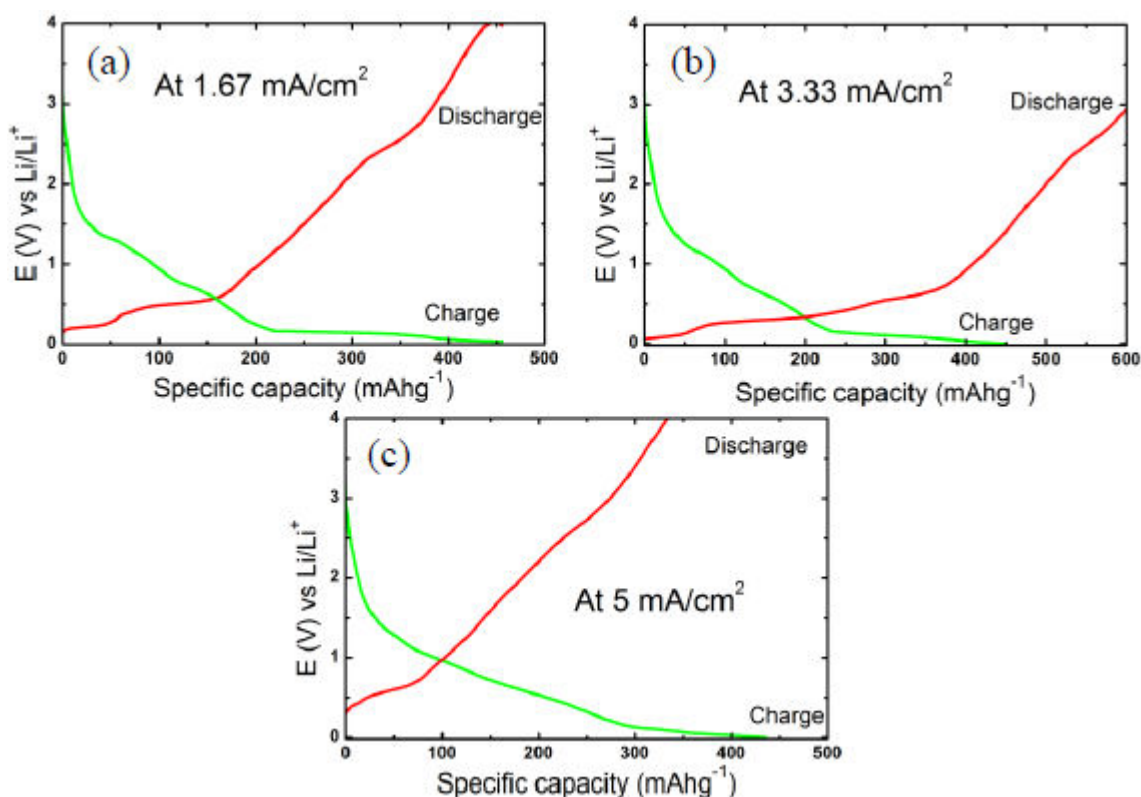 (a)
At 1.67 mA/cm²
Discharge
Charge
E (V) vs Li/Li⁺
4
3
2
1
0
0 100 200 300 400 500
Specific capacity (mAhg⁻¹)
(b)
At 3.33 mA/cm²
Discharge
Charge
E (V) vs Li/Li⁺
4
3
2
1
0
0 100 200 300 400 500 600
Specific capacity (mAhg⁻¹)
(c)
Discharge
At 5 mA/cm²
Charge
E (V) vs Li/Li⁺
4
3
2
1
0
0 100 200 300 400 500
Specific capacity (mAhg⁻¹)